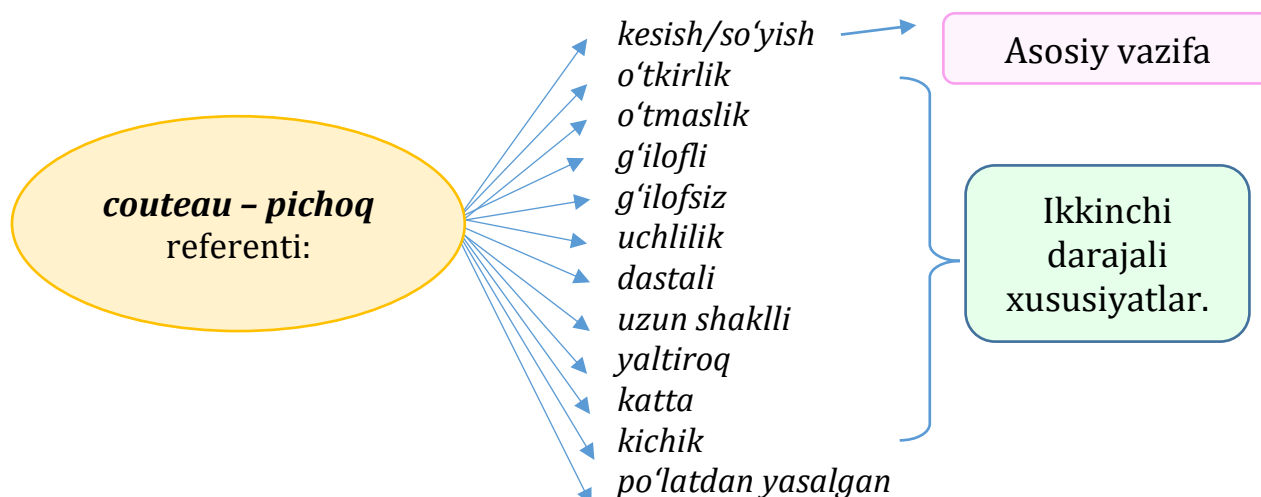 couteau – pichoq
referenti:
kesish/so‘yish
o‘tkirlik
o‘tmaslik
g‘ilofli
g‘ilofsiz
uchlilik
dastali
uzun shaklli
yaltiroq
katta
kichik
po‘latdan yasalgan
Asosiy vazifa
Ikkinchi
darajali
xususiyatlar.